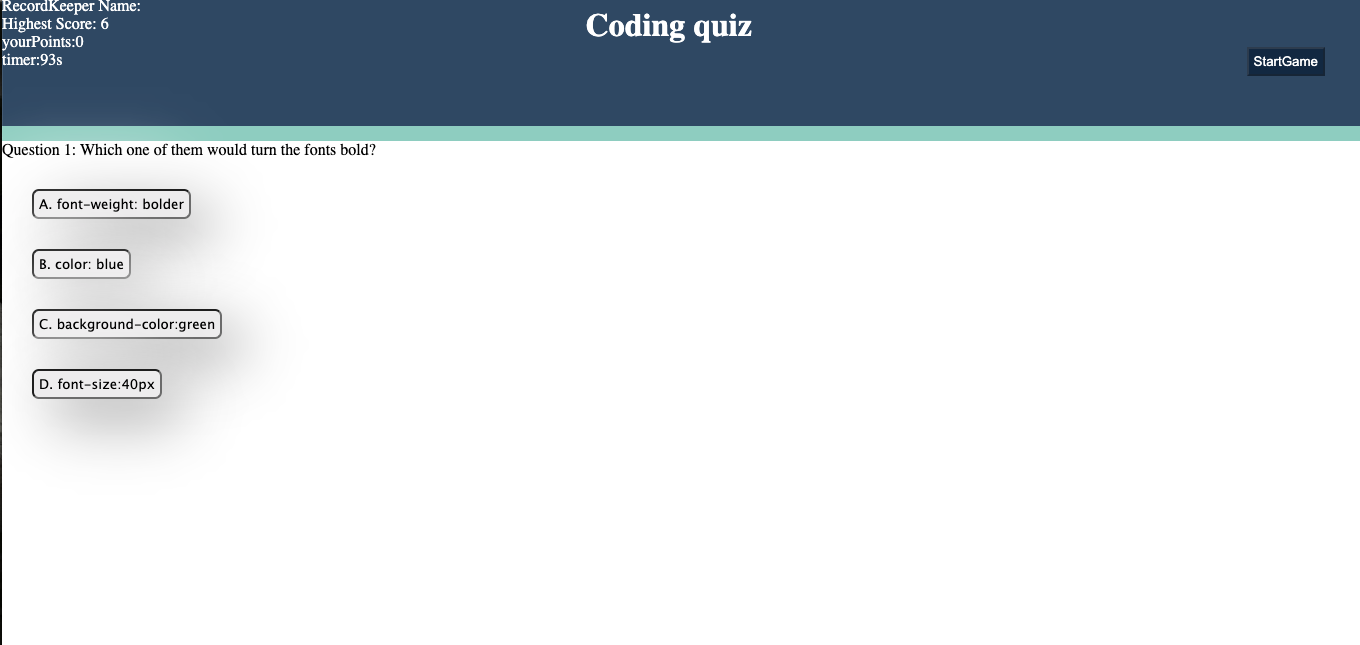 RecordKeeper Name:
Highest Score: 6
yourPoints:0
timer:93s
Coding quiz
StartGame
Question 1: Which one of them would turn the fonts bold?
A. font-weight: bolder
B. color: blue
C. background-color:green
D. font-size:40px